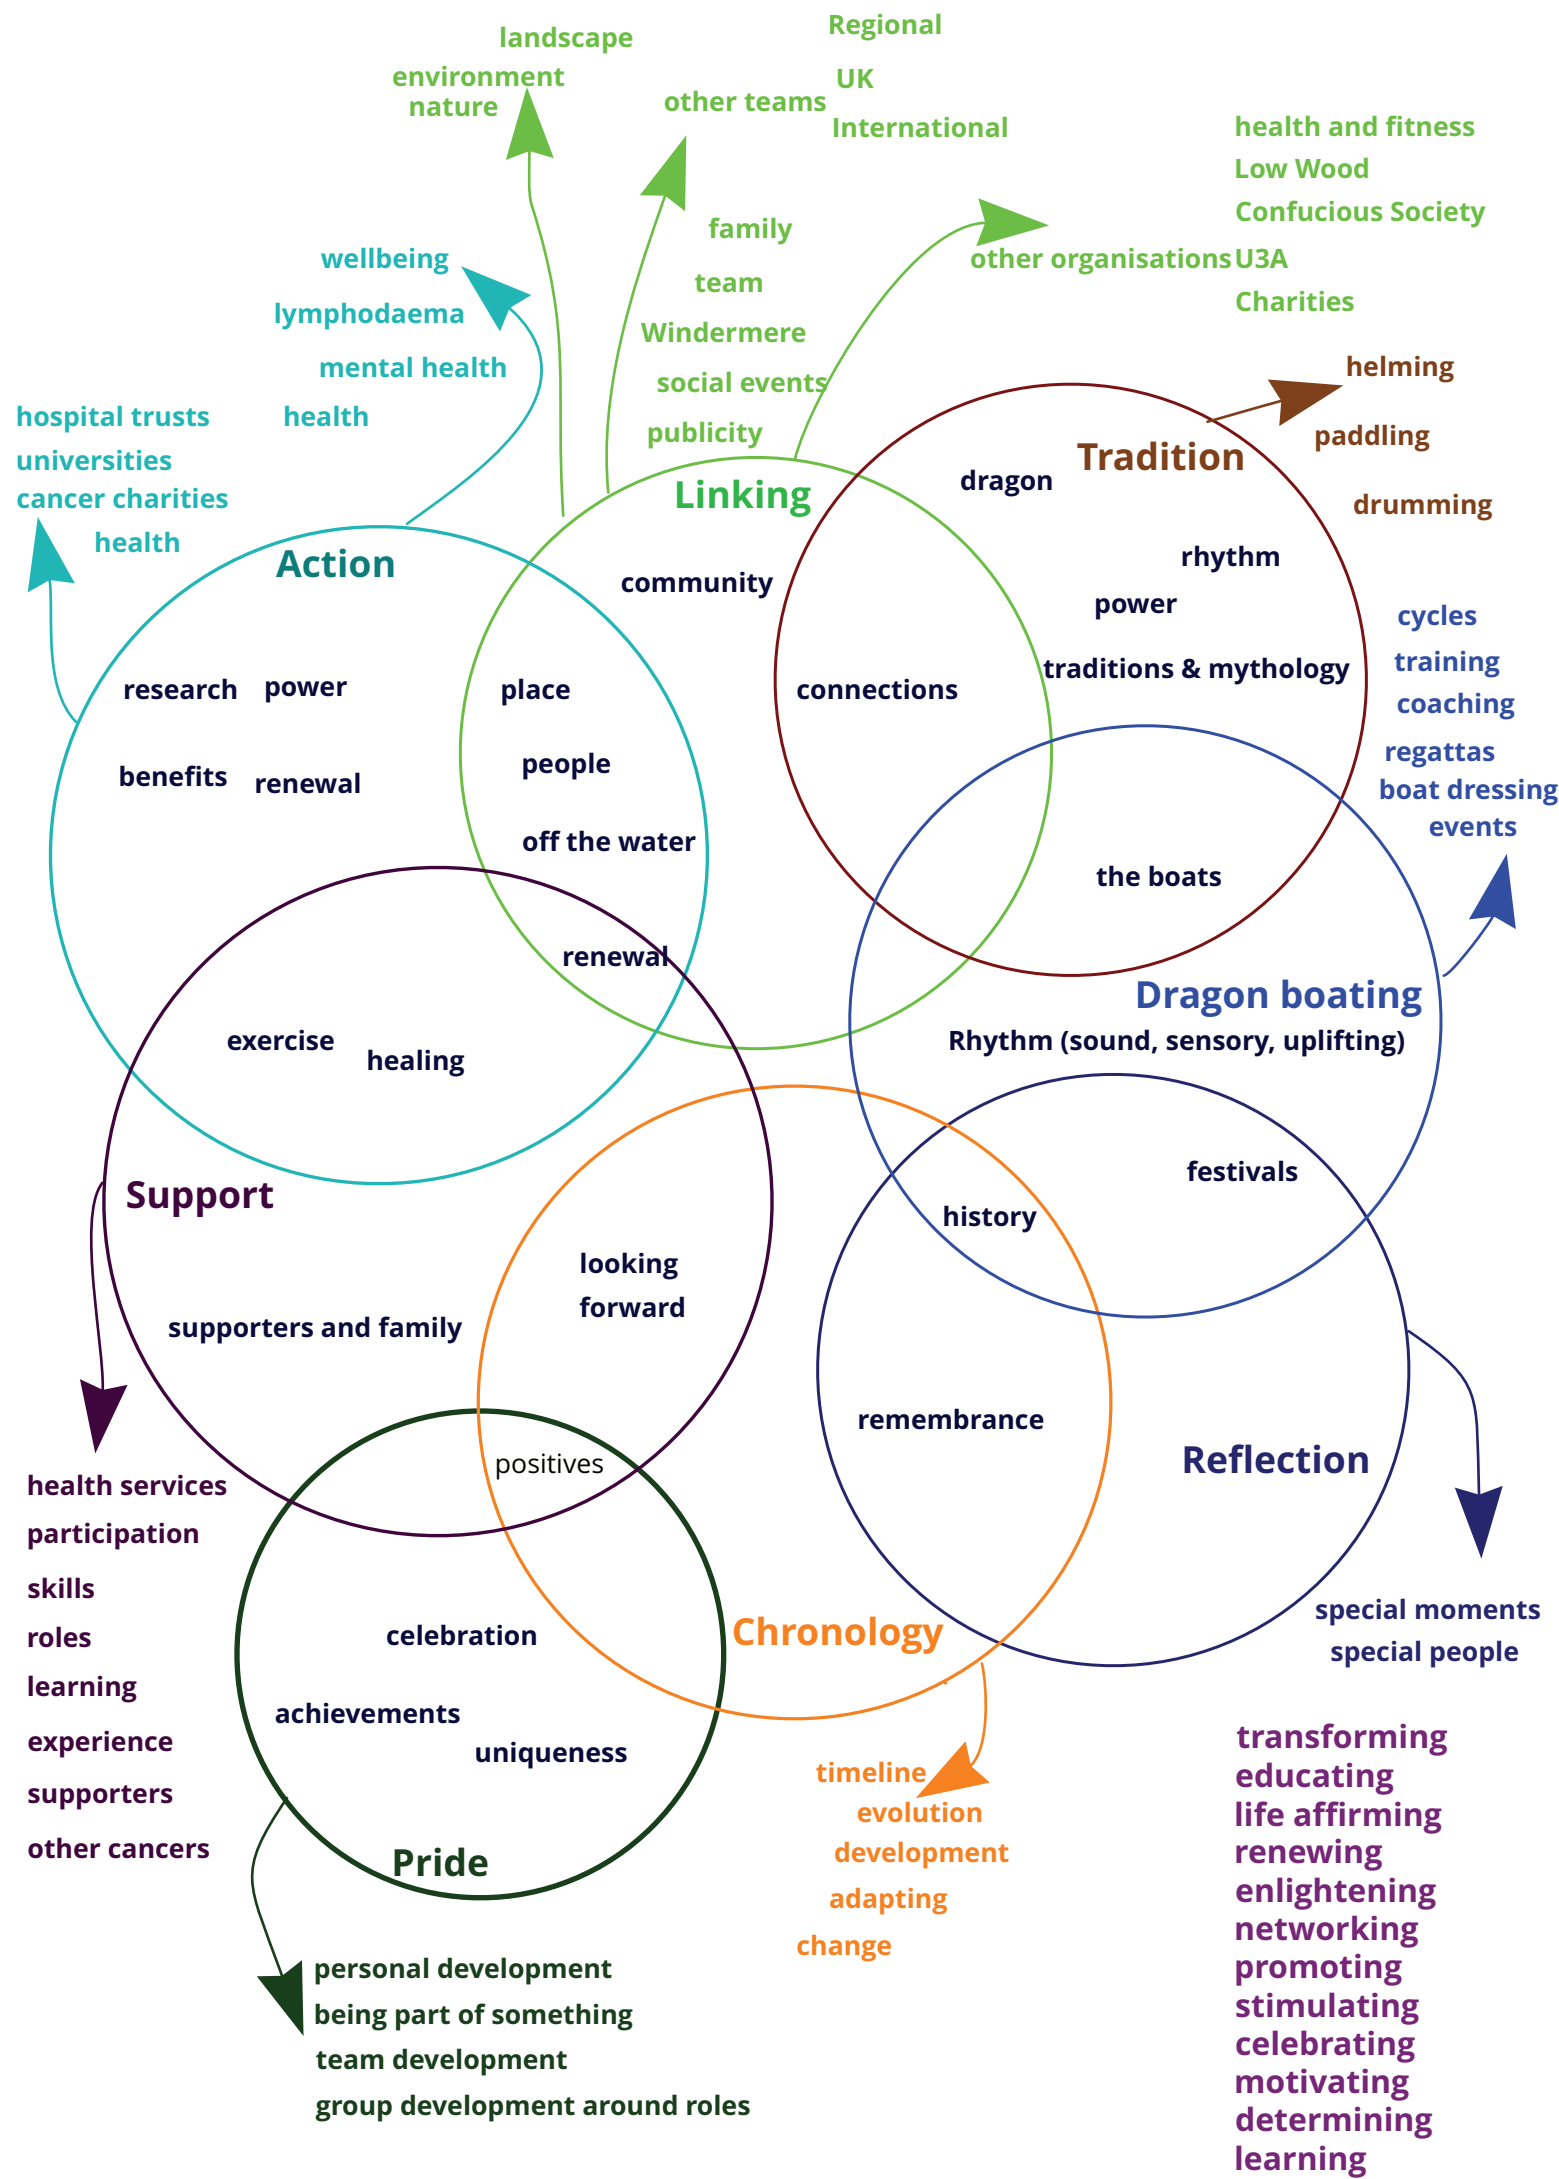 landscape
environment
nature
other teams
Regional
UK
International
health and fitness
Low Wood
Confucious Society
other organisations
U3A
Charities
family
team
Windermere
social events
publicity
wellbeing
lymphodaema
mental health
health
hospital trusts
universities
cancer charities
health
helming
paddling
drumming
Tradition
dragon
rhythm
power
traditions & mythology
connections
Linking
community
place
people
off the water
renewal
Action
research
power
benefits
renewal
exercise
healing
cycles
training
coaching
regattas
boat dressing
events
the boats
Dragon boating
Rhythm (sound, sensory, uplifting)
festivals
history
Support
looking
forward
supporters and family
remembrance
Reflection
positives
health services
participation
skills
roles
learning
experience
supporters
other cancers
celebration
achievements
uniqueness
Pride
Chronology
special moments
special people
timeline
evolution
development
adapting
change
personal development
being part of something
team development
group development around roles
transforming
educating
life affirming
renewing
enlightening
networking
promoting
stimulating
celebrating
motivating
determining
learning